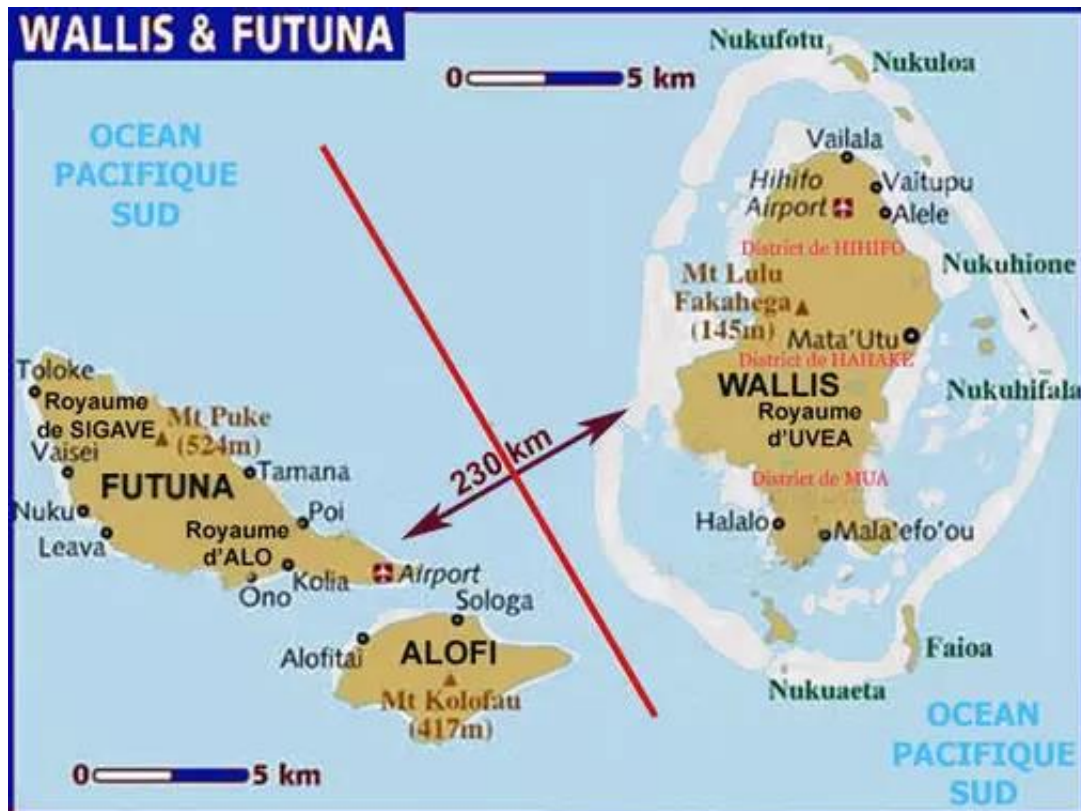 WALLIS & FUTUNA
0 5 km
Nukufotu
Nukuloa
OCEAN
PACIFIQUE
SUD
Vailala
Hihifo
Airport
Vaitupu
Alele
District de HIHIFO
Nukuhione
Mt Lulu
Fakahega
(145m)
Mata'Utu
District de HAHAKE
WALLIS
Nukuhifala
Royaume
d'UVEA
Toloke
Royaume
de SIGAVE
Mt Puke
(524m)
Vaisei
Tamana
230 km
FUTUNA
District de MUA
Nuku
Poi
Halalo
Mala'efo'ou
Leava
Royaume
d'ALO
Kolia
Airport
Ono
Sologa
Alofitai
ALOFI
Faioa
Mt Kolofau
(417m)
Nukuaeta
OCEAN
PACIFIQUE
SUD
0 5 km